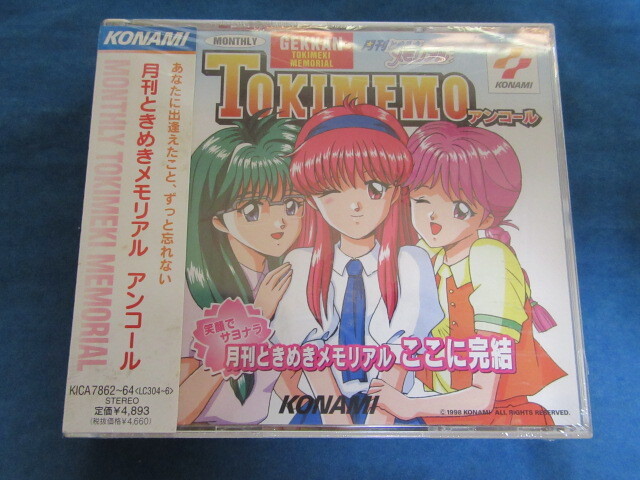 KONAMI
あなたに出逢えたこと、ずっと忘れない
月刊ときめきメモリアル アンコール
MONTHLY TOKIMEKI MEMORIAL
KICA7862~64<LC304~6>
STEREO
定価¥4,893
(税抜価格¥4,660)
MONTHLY
GEKKAN
TOKIMEKI
MEMORIAL
月刊
TOKIMEMO
アンコール
KONAMI
笑顔で
サヨナラ
月刊ときめきメモリアル ここに完結
KONAMI
©1998 KONAMI ALL RIGHTS RESERVED.